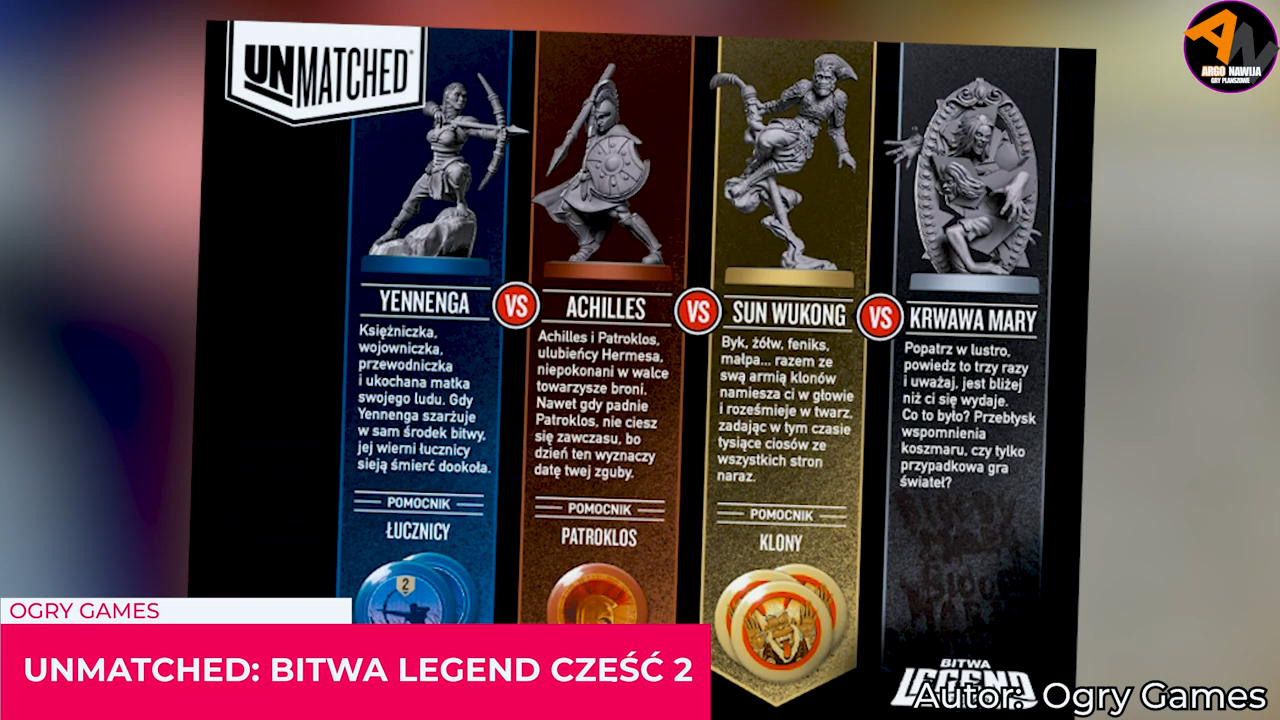 UNMATCHED
ARGO NAWIJA
GRY PLANSZOWE
YENNENGA
VS
ACHILLES
VS
SUN WUKONG
VS
KRWAWA MARY
Księżniczka,
wojowniczka,
przewodniczka
i ukochana matka
swojego ludu. Gdy
Yennenga szarżuje
w sam środek bitwy,
jej wierni łucznicy
sieją śmierć dookoła.
Achilles i Patroklos,
ulubieńcy Hermesa,
niepokonani w walce
towarzysze broni.
Nawet gdy padnie
Patroklos, nie ciesz
się zawczasu, bo
dzień ten wyznaczy
datę twej zguby.
Byk, żółw, feniks,
małpa... razem ze
swą armią klonów
namiesza ci w głowie
i roześmieje w twarz,
zadając w tym czasie
tysiące ciosów ze
wszystkich stron
naraz.
Popatrz w lustro,
powiedz to trzy razy
i uważaj, jest bliżej
niż ci się wydaje.
Co to było? Przebłysk
wspomnienia
koszmaru, czy tylko
przypadkowa gra
świateł?
POMOCNIK
ŁUCZNICY
2
POMOCNIK
PATROKLOS
POMOCNIK
KLONY
BITWA
LEGEND
OGRY GAMES
UNMATCHED: BITWA LEGEND CZEŚĆ 2
Autor: Ogry Games